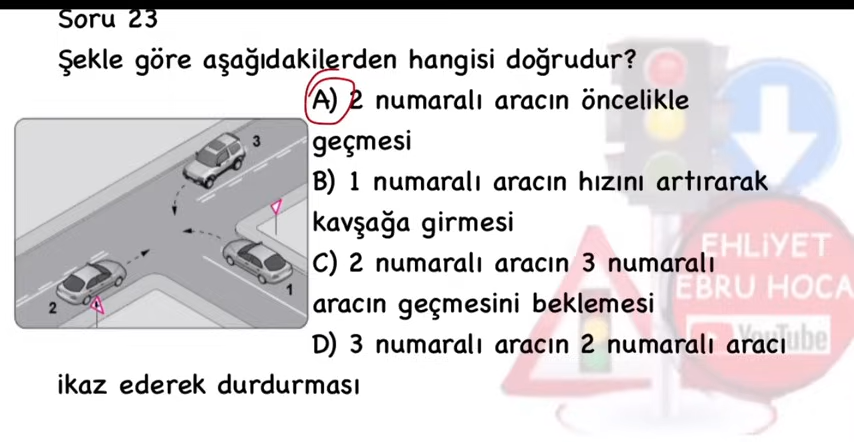 Soru 23
Şekle göre aşağıdakilerden hangisi doğrudur?
A) 2 numaralı aracın öncelikle
geçmesi
B) 1 numaralı aracın hızını artırarak
kavşağa girmesi
C) 2 numaralı aracın 3 numaralı
aracın geçmesini beklemesi
D) 3 numaralı aracın 2 numaralı aracı
ikaz ederek durdurması
3
2
1
EHLİYET
EBRU HOCA
YouTube